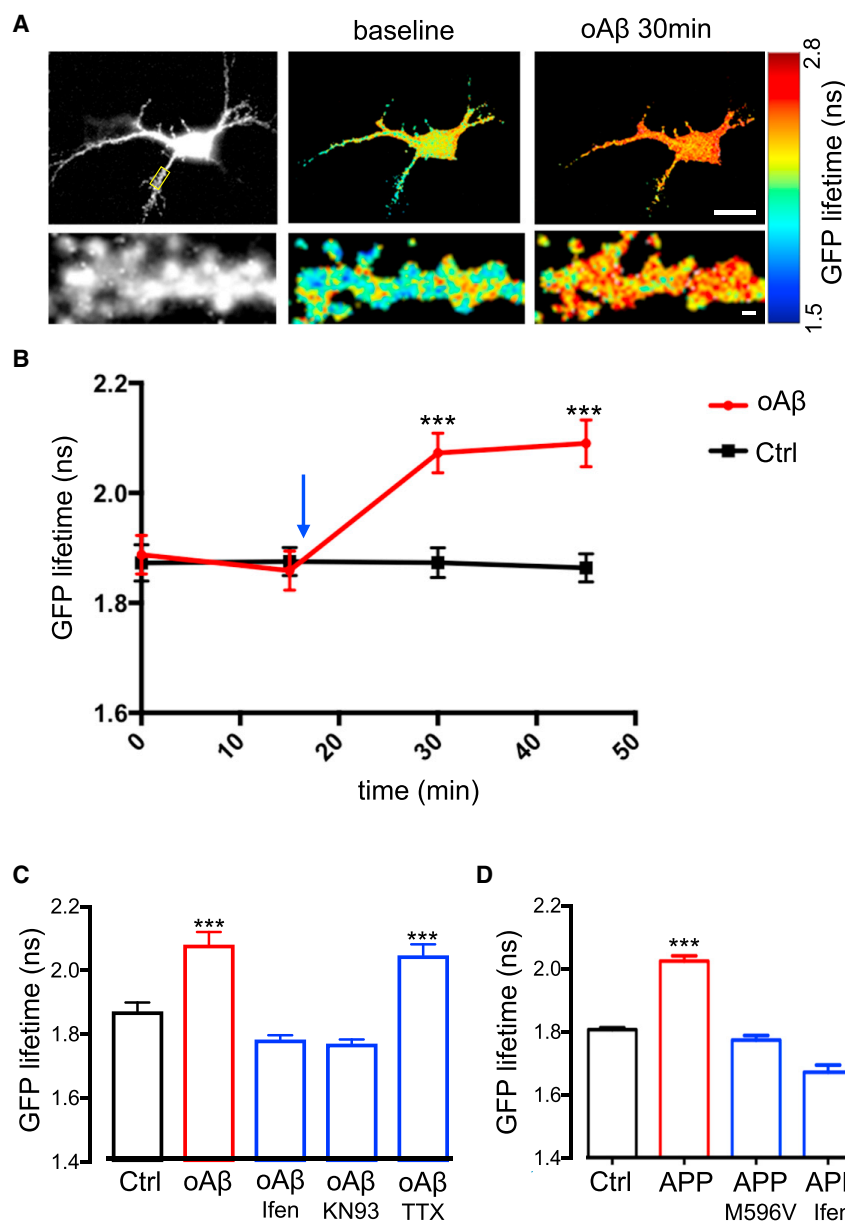 A
baseline
oAβ 30min
2.8
GFP lifetime (ns)
1.5
B
2.2
2.0
1.8
1.6
GFP lifetime (ns)
***
***
oAβ
Ctrl
0
10
20
30
40
50
time (min)
C
2.2
2.0
1.8
1.6
1.4
GFP lifetime (ns)
***
***
Ctrl
oAβ
oAβ
Ifen
oAβ
KN93
oAβ
TTX
D
2.2
2.0
1.8
1.6
1.4
GFP lifetime (ns)
***
Ctrl
APP
APP
M596V